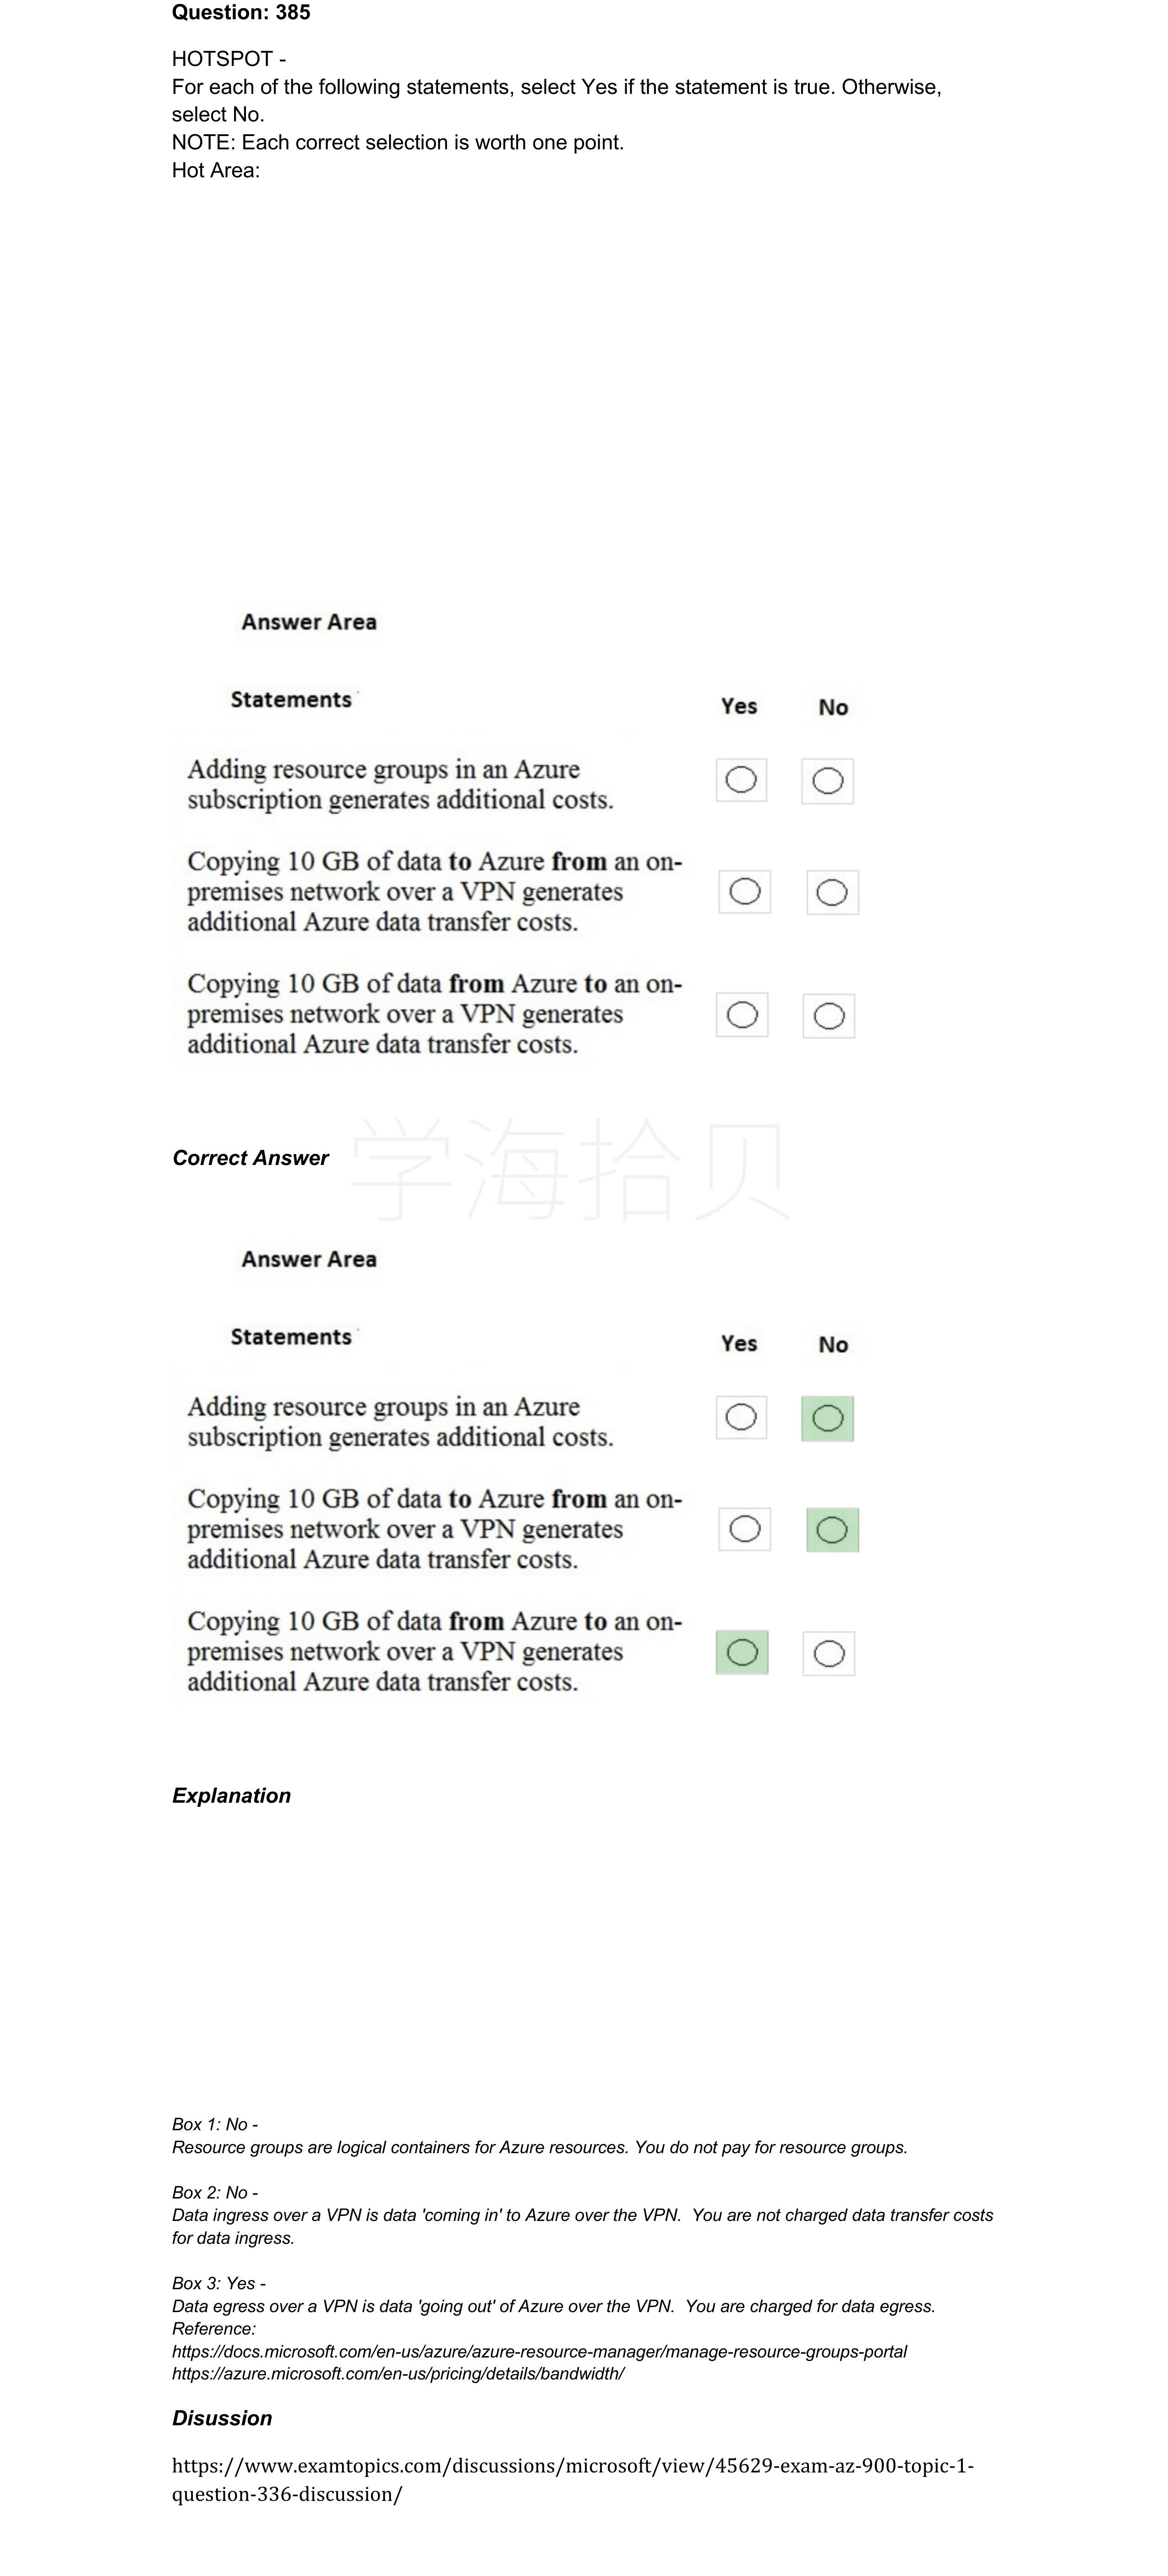 Question: 385
HOTSPOT -
For each of the following statements, select Yes if the statement is true. Otherwise,
select No.
NOTE: Each correct selection is worth one point.
Hot Area:
Answer Area
Statements Yes No
Adding resource groups in an Azure
subscription generates additional costs.
Copying 10 GB of data to Azure from an on-
premises network over a VPN generates
additional Azure data transfer costs.
Copying 10 GB of data from Azure to an on-
premises network over a VPN generates
additional Azure data transfer costs.
学海拾贝
Correct Answer
Answer Area
Statements Yes No
Adding resource groups in an Azure
subscription generates additional costs.
Copying 10 GB of data to Azure from an on-
premises network over a VPN generates
additional Azure data transfer costs.
Copying 10 GB of data from Azure to an on-
premises network over a VPN generates
additional Azure data transfer costs.
Explanation
Box 1: No -
Resource groups are logical containers for Azure resources. You do not pay for resource groups.
Box 2: No -
Data ingress over a VPN is data 'coming in' to Azure over the VPN. You are not charged data transfer costs
for data ingress.
Box 3: Yes -
Data egress over a VPN is data 'going out' of Azure over the VPN. You are charged for data egress.
Reference:
https://docs.microsoft.com/en-us/azure/azure-resource-manager/manage-resource-groups-portal
https://azure.microsoft.com/en-us/pricing/details/bandwidth/
Disussion
https://www.examtopics.com/discussions/microsoft/view/45629-exam-az-900-topic-1-
question-336-discussion/